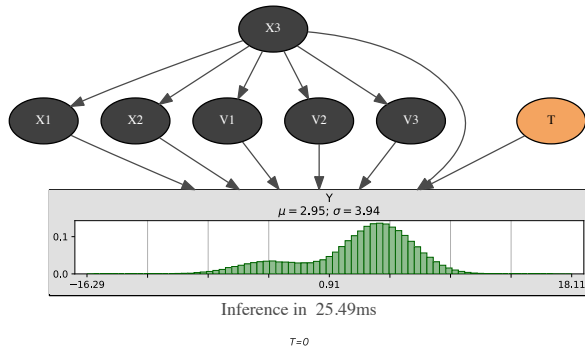 X3
X1
X2
V1
V2
V3
T
Y
μ = 2.95; σ = 3.94
0.1
0.0
−16.29
0.91
18.11
Inference in 25.49ms
T=0